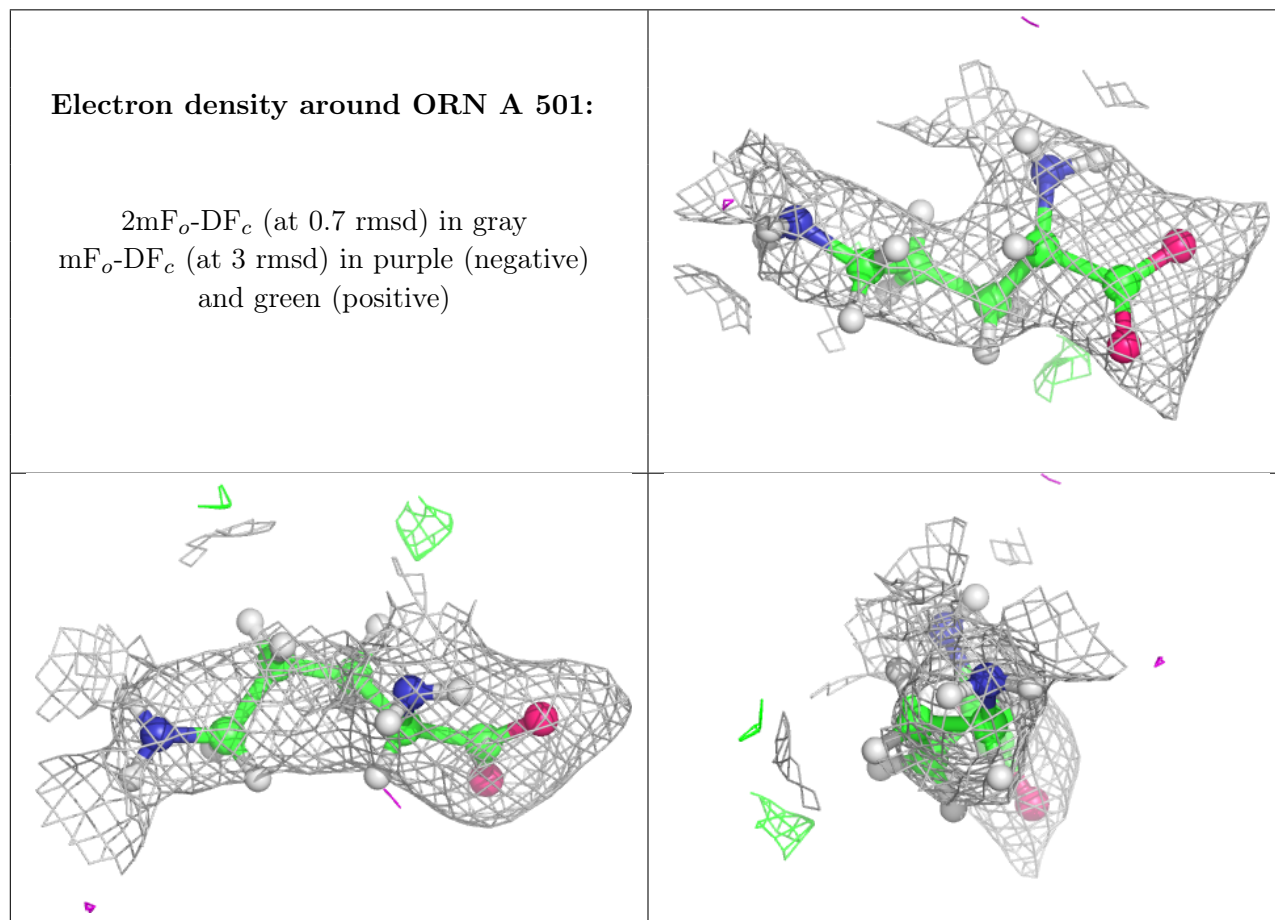 Electron density around ORN A 501:
2mFₒ-DF𝒸 (at 0.7 rmsd) in gray
mFₒ-DF𝒸 (at 3 rmsd) in purple (negative)
and green (positive)